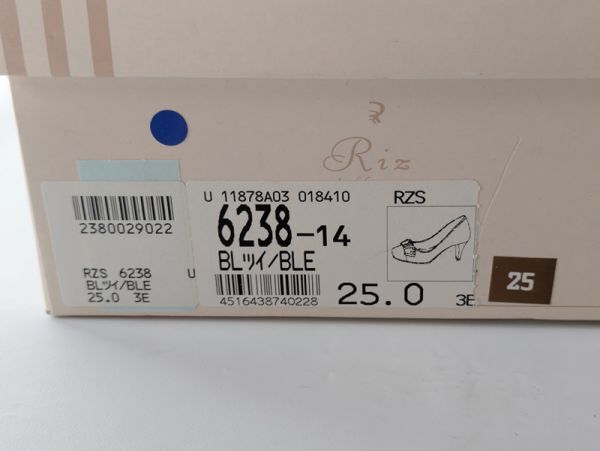 Riz
U 11878A03 018410
RZS
6238-14
BLツイ/BLE
4516438740228
25.0
3E
25
2380029022
RZS 6238 U
BLツイ/BLE
25.0 3E